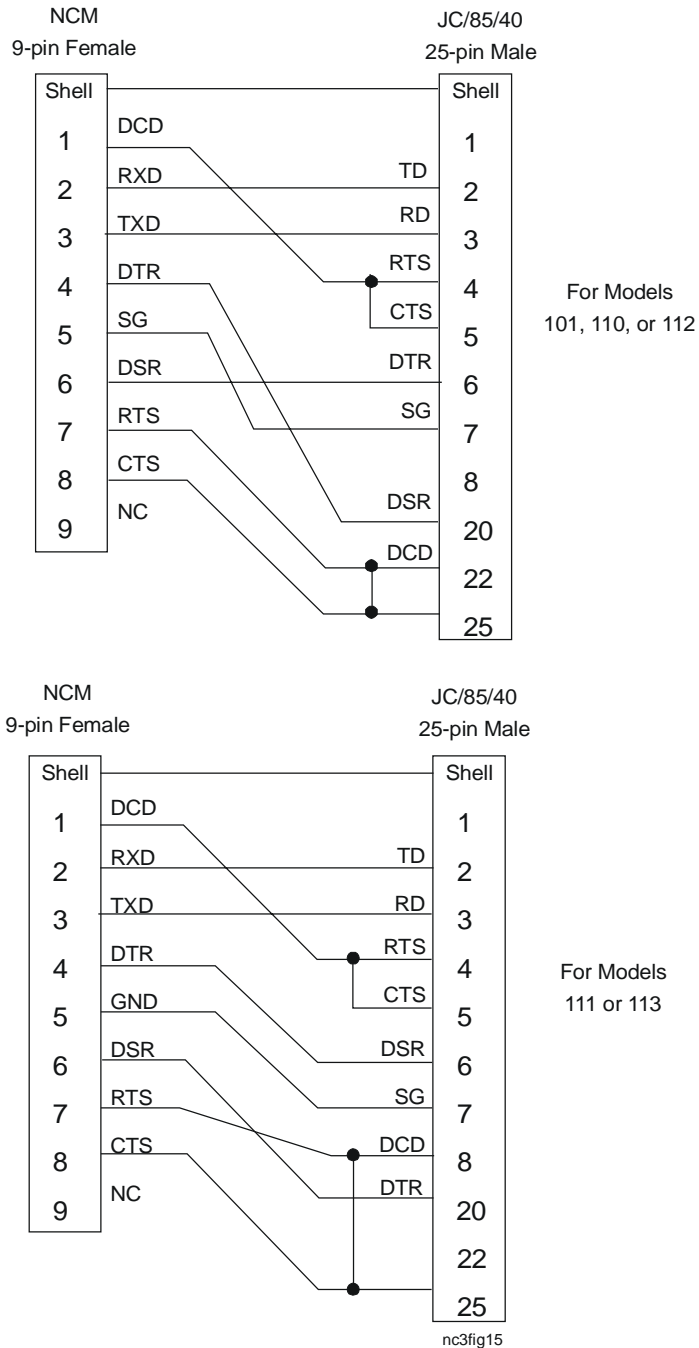 NCM
9-pin Female
JC/85/40
25-pin Male
Shell
Shell
1
DCD
1
2
RXD
TD
2
3
TXD
RD
3
4
DTR
RTS
4
5
SG
CTS
5
6
DSR
DTR
6
7
RTS
SG
7
8
CTS
8
9
NC
DSR
20
DCD
22
25
For Models
101, 110, or 112
NCM
9-pin Female
JC/85/40
25-pin Male
Shell
Shell
1
DCD
1
2
RXD
TD
2
3
TXD
RD
3
4
DTR
RTS
4
5
GND
CTS
5
6
DSR
DSR
6
7
RTS
SG
7
8
CTS
DCD
8
9
NC
DTR
20
22
25
For Models
111 or 113
nc3fig15